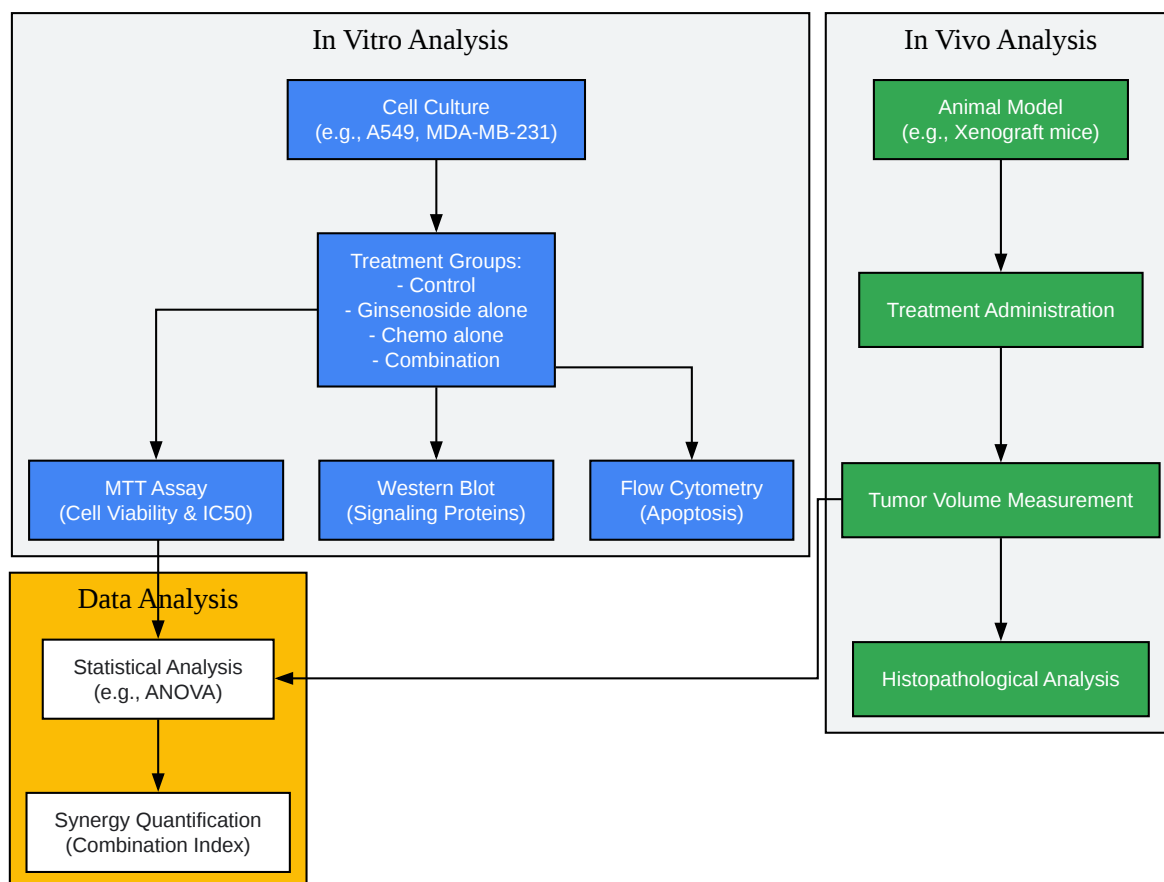 In Vitro Analysis
Cell Culture
(e.g., A549, MDA-MB-231)
Treatment Groups:
- Control
- Ginsenoside alone
- Chemo alone
- Combination
MTT Assay
(Cell Viability & IC50)
Western Blot
(Signaling Proteins)
Flow Cytometry
(Apoptosis)
In Vivo Analysis
Animal Model
(e.g., Xenograft mice)
Treatment Administration
Tumor Volume Measurement
Histopathological Analysis
Data Analysis
Statistical Analysis
(e.g., ANOVA)
Synergy Quantification
(Combination Index)